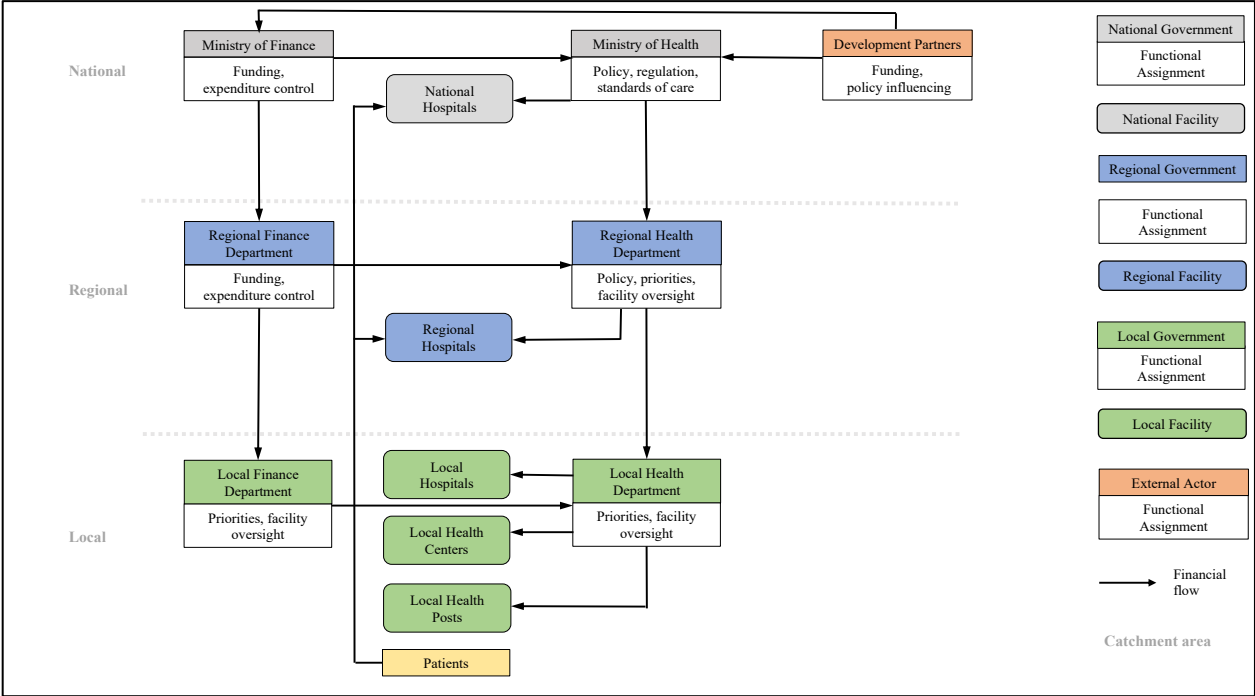 Ministry of Finance
Funding,
expenditure control
Ministry of Health
Policy, regulation,
standards of care
Development Partners
Funding,
policy influencing
National
National
Hospitals
Regional Finance
Department
Funding,
expenditure control
Regional Health
Department
Policy, priorities,
facility oversight
Regional
Regional
Hospitals
Local Finance
Department
Priorities, facility
oversight
Local
Hospitals
Local Health
Department
Priorities, facility
oversight
Local
Local Health
Centers
Local Health
Posts
Patients
National Government
Functional
Assignment
National Facility
Regional Government
Functional
Assignment
Regional Facility
Local Government
Functional
Assignment
Local Facility
External Actor
Functional
Assignment
Financial
flow
Catchment area